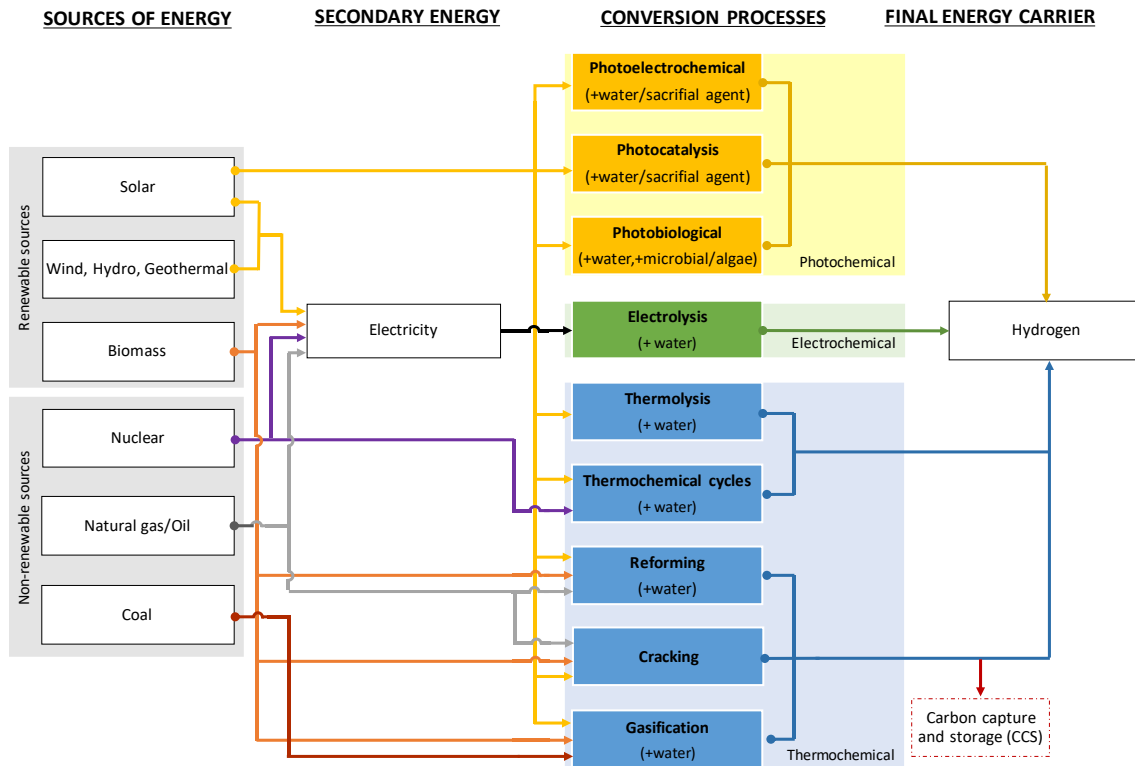 SOURCES OF ENERGY
SECONDARY ENERGY
CONVERSION PROCESSES
FINAL ENERGY CARRIER
Renewable sources
Solar
Wind, Hydro, Geothermal
Biomass
Non-renewable sources
Nuclear
Natural gas/Oil
Coal
Electricity
Photoelectrochemical
(+water/sacrifial agent)
Photocatalysis
(+water/sacrifial agent)
Photobiological
(+water,+microbial/algae)
Photochemical
Electrolysis
(+ water)
Electrochemical
Thermolysis
(+ water)
Thermochemical cycles
(+ water)
Reforming
(+water)
Cracking
Gasification
(+water)
Thermochemical
Hydrogen
Carbon capture
and storage (CCS)